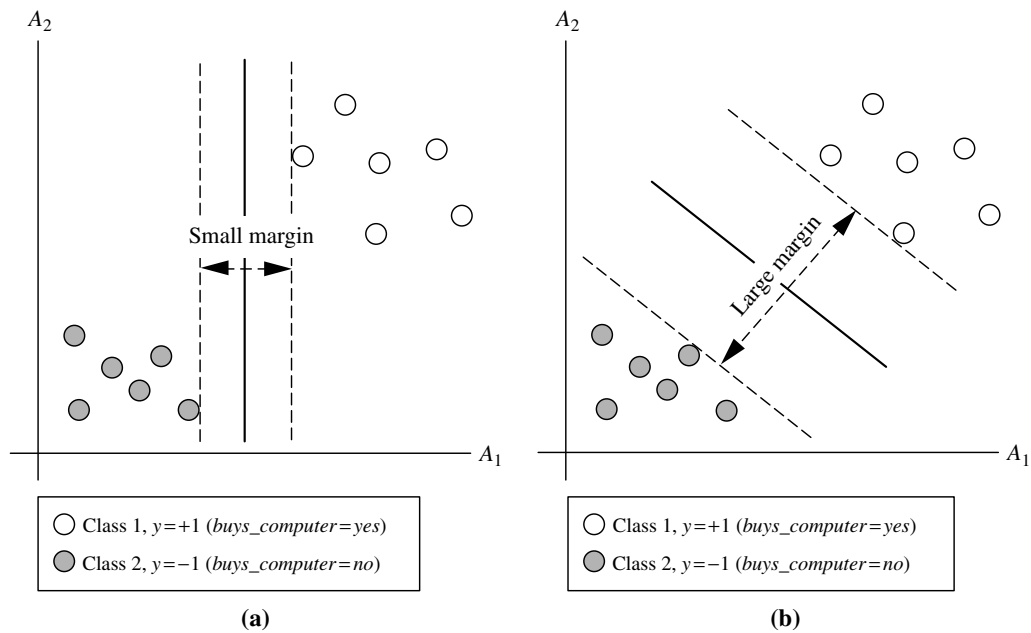 A₂
Small margin
A₁
Class 1, y=+1 (buys_computer=yes)
Class 2, y=−1 (buys_computer=no)
(a)
A₂
Large margin
A₁
Class 1, y=+1 (buys_computer=yes)
Class 2, y=−1 (buys_computer=no)
(b)